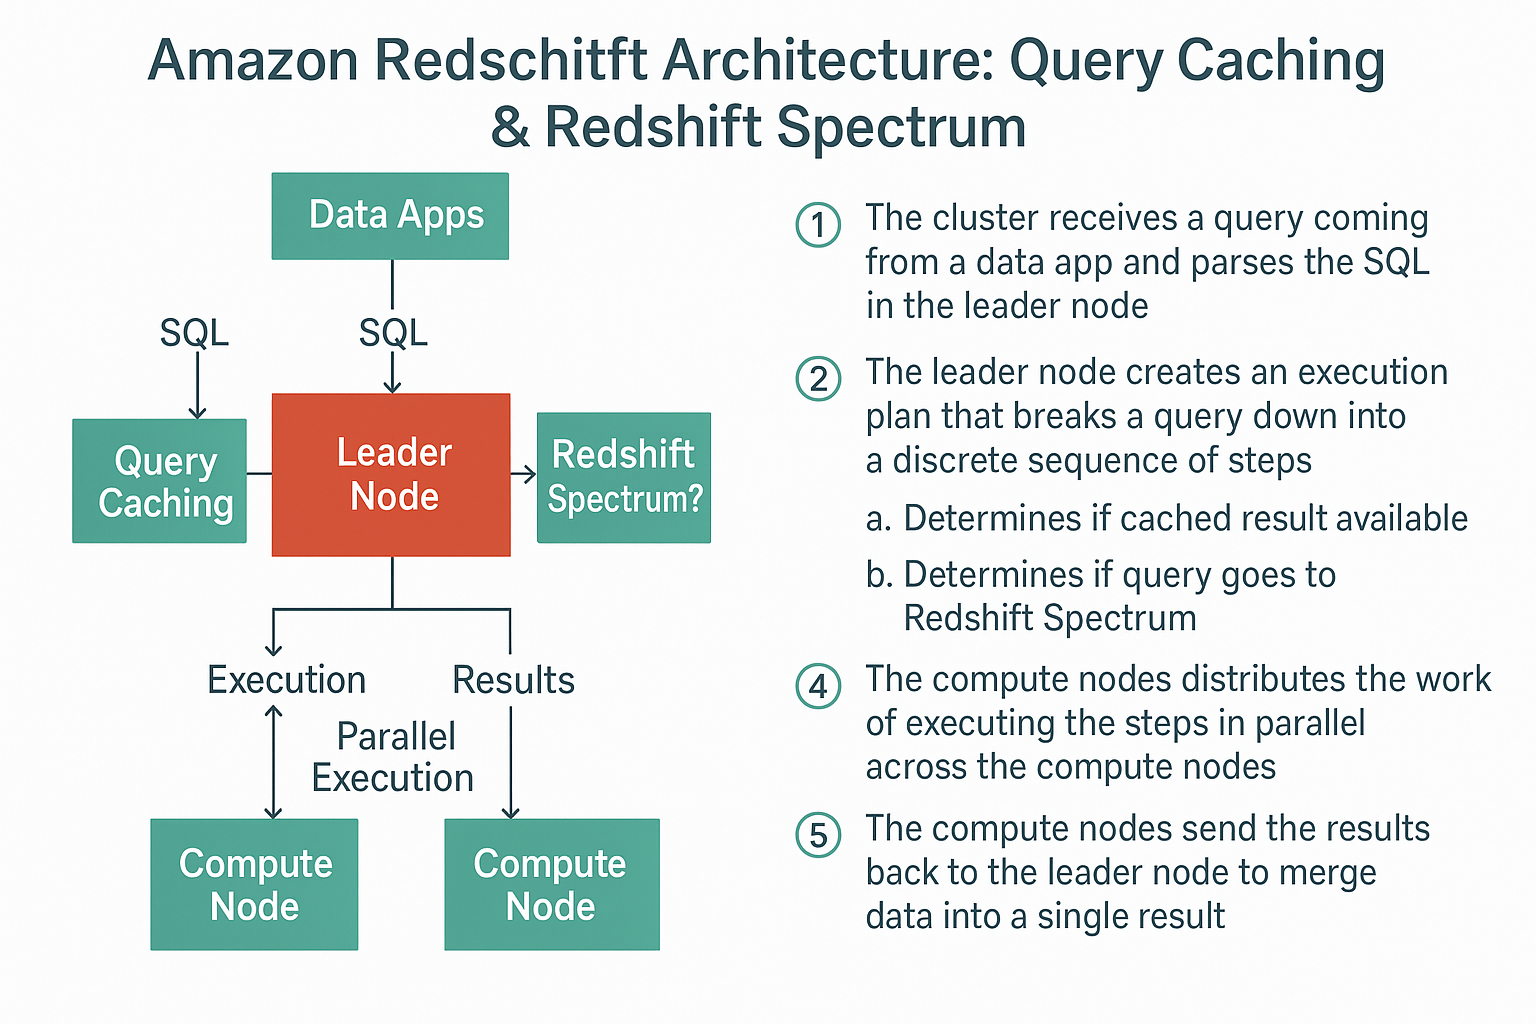 Amazon Redschitft Architecture: Query Caching
& Redshift Spectrum
Data Apps
SQL
SQL
Query
Caching
Leader
Node
Redshift
Spectrum?
Execution
Results
Parallel
Execution
Compute
Node
Compute
Node
1 The cluster receives a query coming
from a data app and parses the SQL
in the leader node
2 The leader node creates an execution
plan that breaks a query down into
a discrete sequence of steps
a. Determines if cached result available
b. Determines if query goes to
Redshift Spectrum
4 The compute nodes distributes the work
of executing the steps in parallel
across the compute nodes
5 The compute nodes send the results
back to the leader node to merge
data into a single result